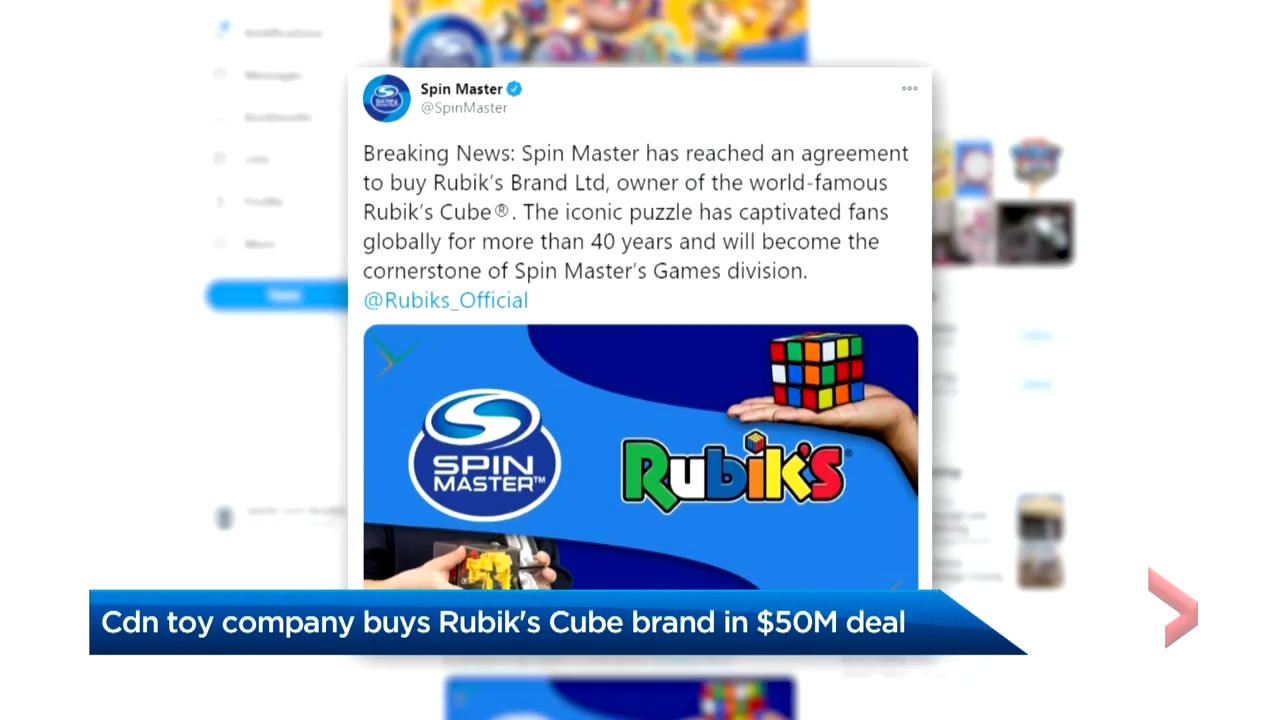 Spin Master
@SpinMaster
Breaking News: Spin Master has reached an agreement
to buy Rubik's Brand Ltd, owner of the world-famous
Rubik's Cube®. The iconic puzzle has captivated fans
globally for more than 40 years and will become the
cornerstone of Spin Master's Games division.
@Rubiks_Official
SPIN
MASTER™
Rubik's®
Cdn toy company buys Rubik's Cube brand in $50M deal